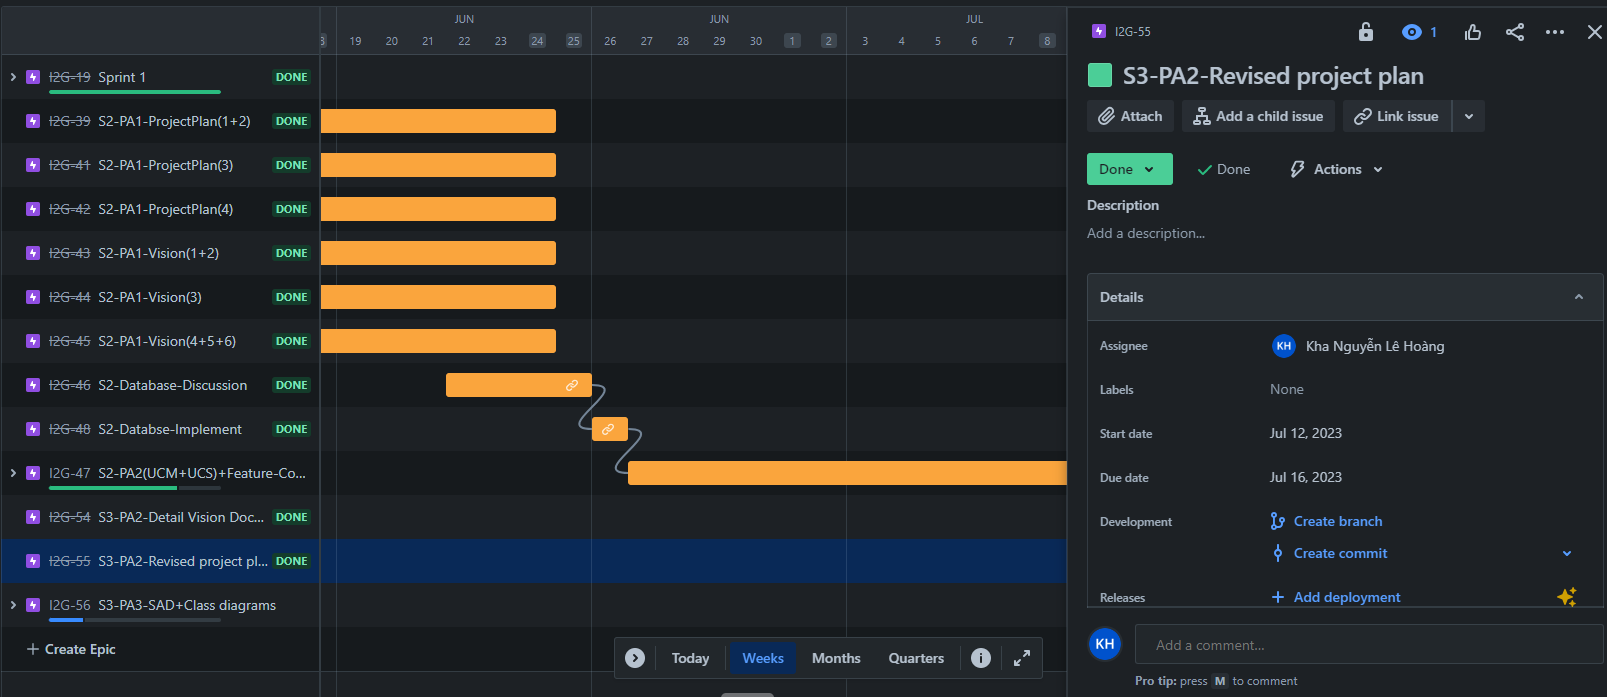 JUN JUN JUL
19 20 21 22 23 24 25 26 27 28 29 30 1 2 3 4 5 6 7 8
I2G-19 Sprint 1 DONE
I2G-39 S2-PA1-ProjectPlan(1+2) DONE
I2G-41 S2-PA1-ProjectPlan(3) DONE
I2G-42 S2-PA1-ProjectPlan(4) DONE
I2G-43 S2-PA1-Vision(1+2) DONE
I2G-44 S2-PA1-Vision(3) DONE
I2G-45 S2-PA1-Vision(4+5+6) DONE
I2G-46 S2-Database-Discussion DONE
I2G-48 S2-Databse-Implement DONE
I2G-47 S2-PA2(UCM+UCS)+Feature-Co...
I2G-54 S3-PA2-Detail Vision Doc... DONE
I2G-55 S3-PA2-Revised project pl... DONE
I2G-56 S3-PA3-SAD+Class diagrams
+ Create Epic
Today Weeks Months Quarters
I2G-55 1
S3-PA2-Revised project plan
Attach Add a child issue Link issue
Done Done Actions
Description
Add a description...
Details
Assignee KH Kha Nguyễn Lê Hoàng
Labels None
Start date Jul 12, 2023
Due date Jul 16, 2023
Development Create branch
Create commit
Releases + Add deployment
KH Add a comment...
Pro tip: press M to comment